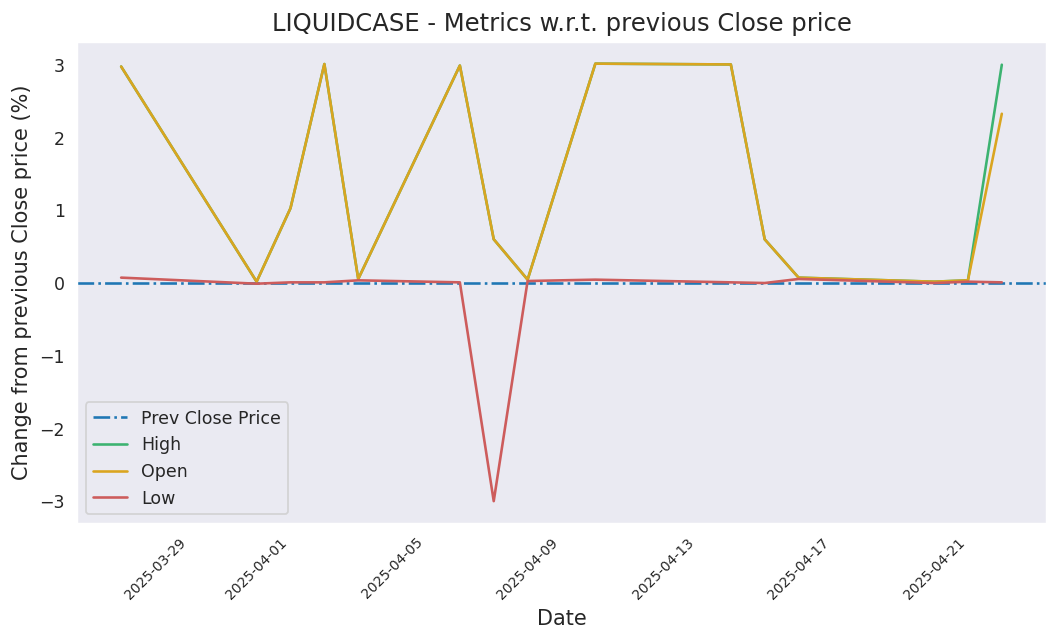 LIQUIDCASE - Metrics w.r.t. previous Close price
Change from previous Close price (%)
3
2
1
0
−1
−2
−3
Prev Close Price
High
Open
Low
2025-03-29
2025-04-01
2025-04-05
2025-04-09
2025-04-13
2025-04-17
2025-04-21
Date